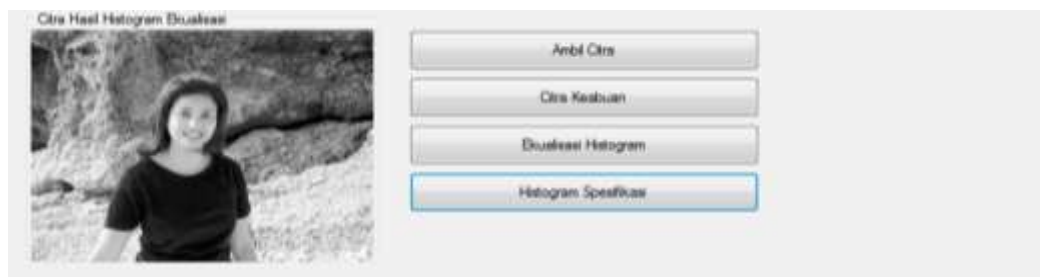 Citra Hasil Histogram Ekualisasi
Ambil Citra
Citra Keabuan
Ekualisasi Histogram
Histogram Spesifikasi